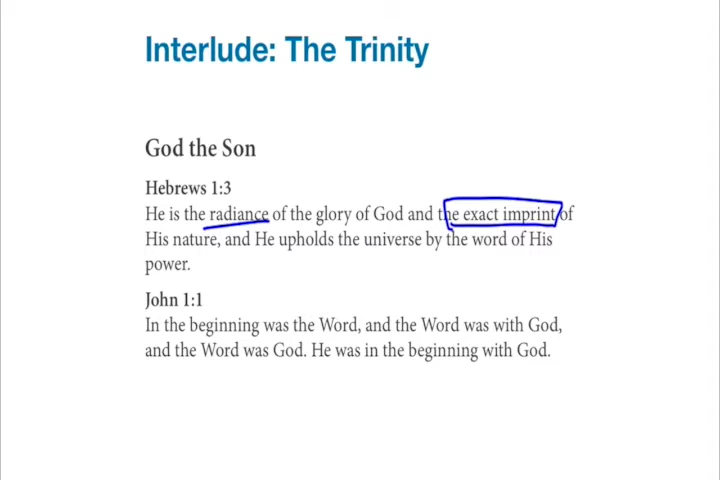 Interlude: The Trinity
God the Son
Hebrews 1:3
He is the radiance of the glory of God and the exact imprint of
His nature, and He upholds the universe by the word of His
power.
John 1:1
In the beginning was the Word, and the Word was with God,
and the Word was God. He was in the beginning with God.